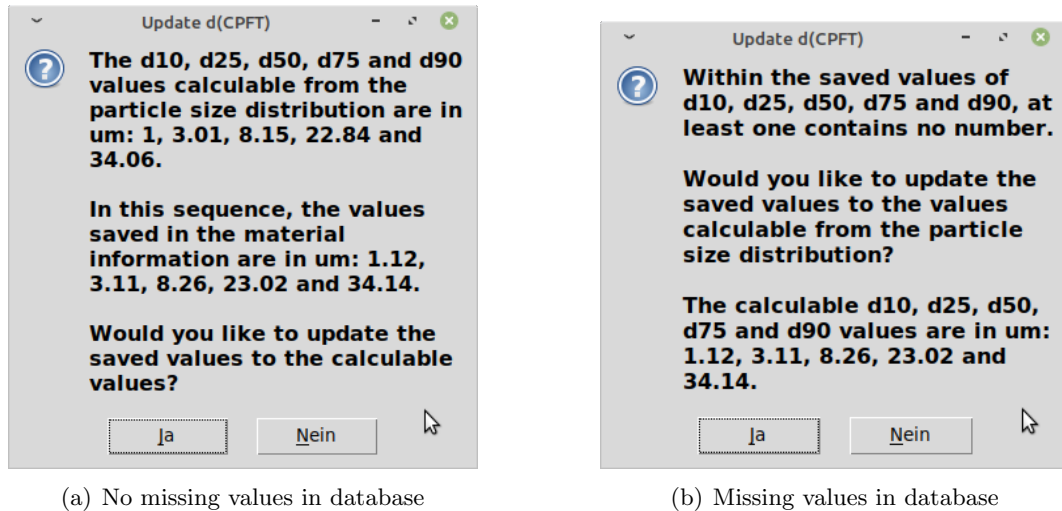 Update d(CPFT)
The d10, d25, d50, d75 and d90
values calculable from the
particle size distribution are in
um: 1, 3.01, 8.15, 22.84 and
34.06.
In this sequence, the values
saved in the material
information are in um: 1.12,
3.11, 8.26, 23.02 and 34.14.
Would you like to update the
saved values to the calculable
values?
Ja
Nein
(a) No missing values in database
Update d(CPFT)
Within the saved values of
d10, d25, d50, d75 and d90, at
least one contains no number.
Would you like to update the
saved values to the values
calculable from the particle
size distribution?
The calculable d10, d25, d50,
d75 and d90 values are in um:
1.12, 3.11, 8.26, 23.02 and
34.14.
Ja
Nein
(b) Missing values in database